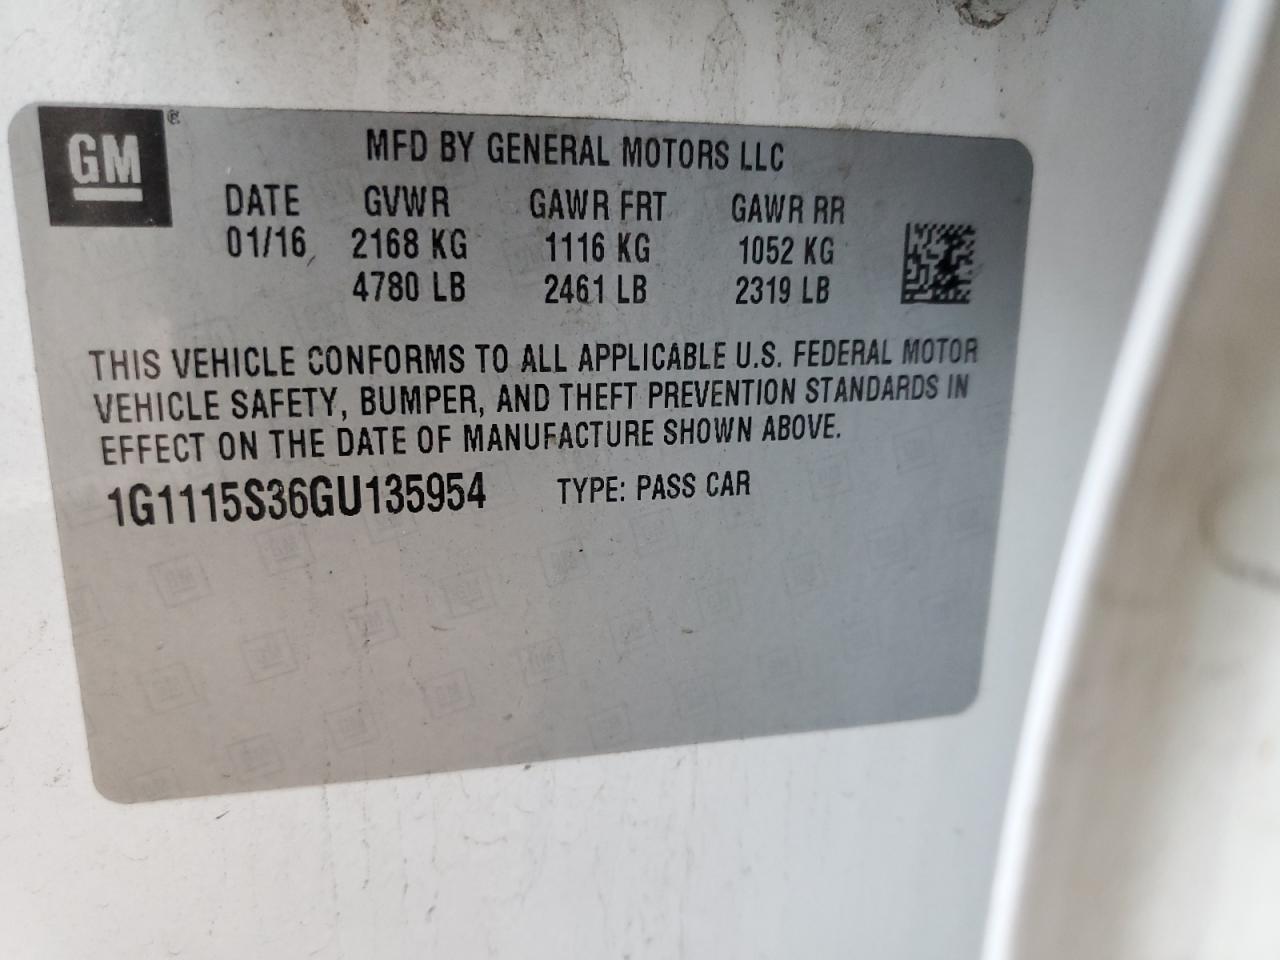 GM
MFD BY GENERAL MOTORS LLC
DATE GVWR GAWR FRT GAWR RR
01/16 2168 KG 1116 KG 1052 KG
4780 LB 2461 LB 2319 LB
THIS VEHICLE CONFORMS TO ALL APPLICABLE U.S. FEDERAL MOTOR
VEHICLE SAFETY, BUMPER, AND THEFT PREVENTION STANDARDS IN
EFFECT ON THE DATE OF MANUFACTURE SHOWN ABOVE.
1G1115S36GU135954 TYPE: PASS CAR